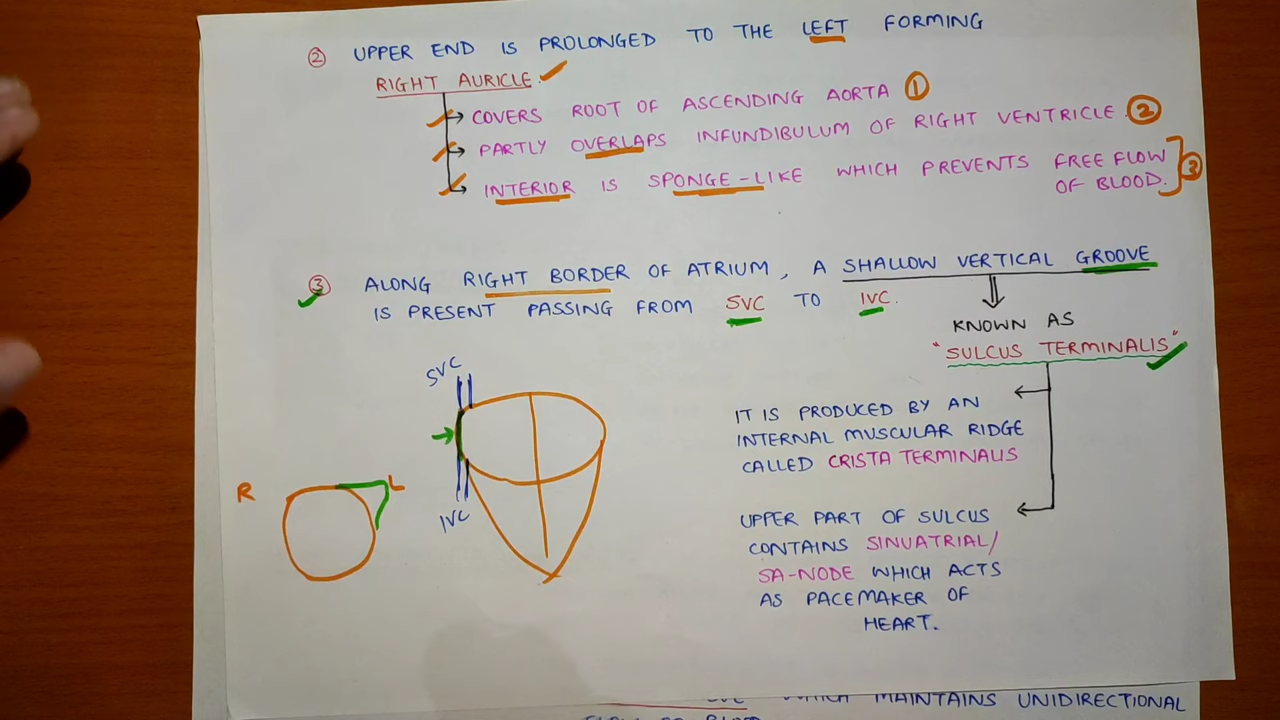 ② UPPER END IS PROLONGED TO THE LEFT FORMING
RIGHT AURICLE.
→ COVERS ROOT OF ASCENDING AORTA ①
→ PARTLY OVERLAPS INFUNDIBULUM OF RIGHT VENTRICLE. ②
→ INTERIOR IS SPONGE-LIKE WHICH PREVENTS FREE FLOW
OF BLOOD. ③
③ ALONG RIGHT BORDER OF ATRIUM, A SHALLOW VERTICAL GROOVE
IS PRESENT PASSING FROM SVC TO IVC.
KNOWN AS
"SULCUS TERMINALIS"
IT IS PRODUCED BY AN
INTERNAL MUSCULAR RIDGE
CALLED CRISTA TERMINALIS
UPPER PART OF SULCUS
CONTAINS SINUATRIAL/
SA-NODE WHICH ACTS
AS PACEMAKER OF
HEART.
SVC
IVC
R
L
WHICH MAINTAINS UNIDIRECTIONAL